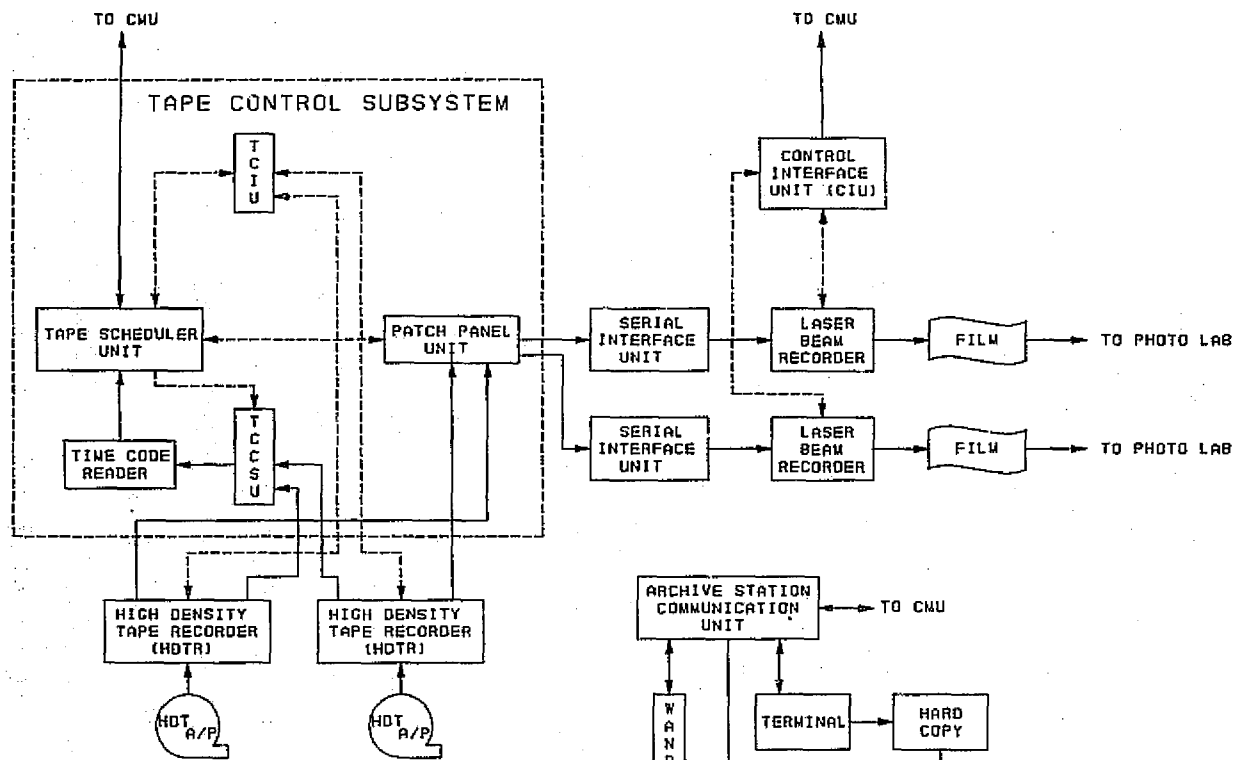 TO CMU
TO CMU
TAPE CONTROL SUBSYSTEM
TCIU
CONTROL
INTERFACE
UNIT (CIU)
TAPE SCHEDULER
UNIT
PATCH PANEL
UNIT
SERIAL
INTERFACE
UNIT
LASER
BEAM
RECORDER
FILM
TO PHOTO LAB
TIME CODE
READER
TCCSU
SERIAL
INTERFACE
UNIT
LASER
BEAM
RECORDER
FILM
TO PHOTO LAB
HIGH DENSITY
TAPE RECORDER
(HDTR)
HIGH DENSITY
TAPE RECORDER
(HDTR)
ARCHIVE STATION
COMMUNICATION
UNIT
TO CMU
HDT
A/P
HDT
A/P
WAND
TERMINAL
HARD
COPY